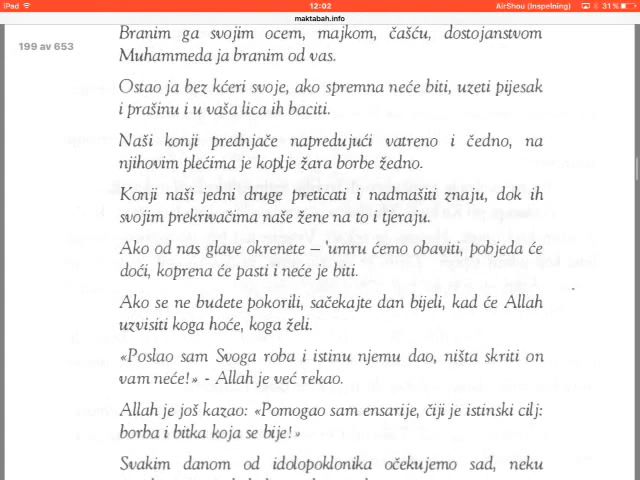 iPad
12:02
AirShou (Inspelning)
31 %
maktabah.info
199 av 653
Branim ga svojim ocem, majkom, čašću, dostojanstvom
Muhammeda ja branim od vas.
Ostao ja bez kćeri svoje, ako spremna neće biti, uzeti pijesak
i prašinu i u vaša lica ih baciti.
Naši konji prednjače napredujući vatreno i čedno, na
njihovim plećima je koplje žara borbe žedno.
Konji naši jedni druge preticati i nadmašiti znaju, dok ih
svojim prekrivačima naše žene na to i tjeraju.
Ako od nas glave okrenete – 'umru ćemo obaviti, pobjeda će
doći, koprena će pasti i neće je biti.
Ako se ne budete pokorili, sačekajte dan bijeli, kad će Allah
uzvisiti koga hoće, koga želi.
«Poslao sam Svoga roba i istinu njemu dao, ništa skriti on
vam neće!» - Allah je već rekao.
Allah je još kazao: «Pomogao sam ensarije, čiji je istinski cilj:
borba i bitka koja se bije!»
Svakim danom od idolopoklonika očekujemo sad, neku